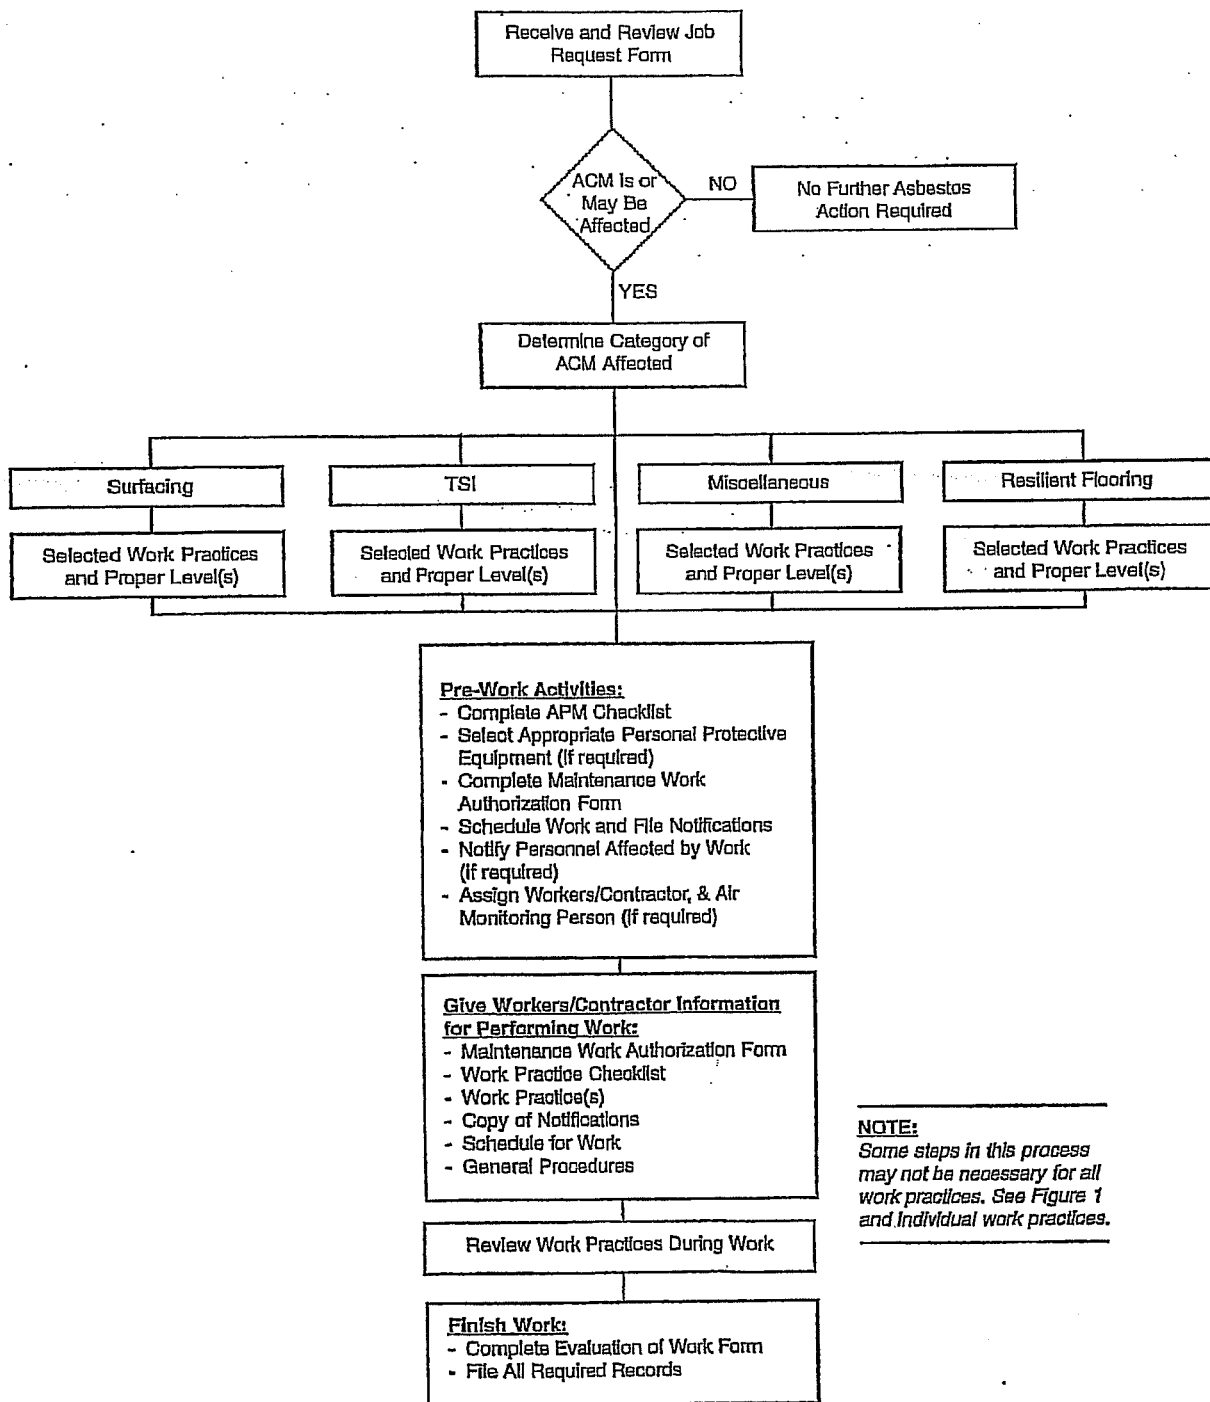 Receive and Review Job
Request Form
ACM Is or
May Be
Affected
NO
No Further Asbestos
Action Required
YES
Determine Category of
ACM Affected
Surfacing
TSI
Miscellaneous
Resilient Flooring
Selected Work Practices
and Proper Level(s)
Selected Work Practices
and Proper Level(s)
Selected Work Practices
and Proper Level(s)
Selected Work Practices
and Proper Level(s)
Pre-Work Activities:
- Complete APM Checklist
- Select Appropriate Personal Protective
Equipment (if required)
- Complete Maintenance Work
Authorization Form
- Schedule Work and File Notifications
- Notify Personnel Affected by Work
(if required)
- Assign Workers/Contractor, & Air
Monitoring Person (if required)
Give Workers/Contractor Information
for Performing Work:
- Maintenance Work Authorization Form
- Work Practice Checklist
- Work Practice(s)
- Copy of Notifications
- Schedule for Work
- General Procedures
NOTE:
Some steps in this process
may not be necessary for all
work practices. See Figure 1
and individual work practices.
Review Work Practices During Work
Finish Work:
- Complete Evaluation of Work Form
- File All Required Records